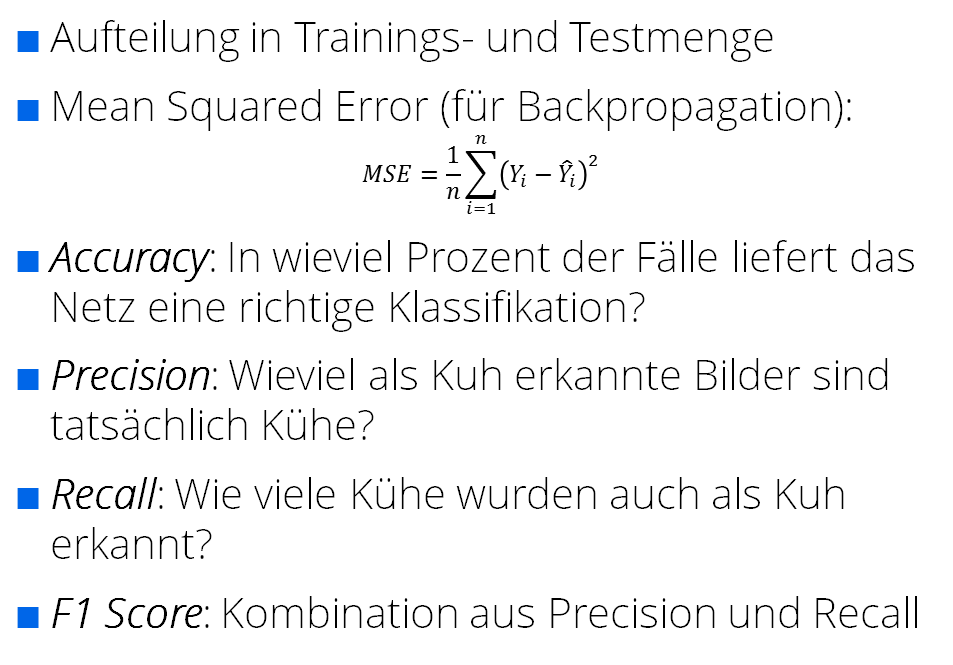 ■ Aufteilung in Trainings- und Testmenge
■ Mean Squared Error (für Backpropagation):
MSE = \frac{1}{n} \sum_{i=1}^{n} (Y_i − Ŷ_i)^2
■ Accuracy: In wieviel Prozent der Fälle liefert das
Netz eine richtige Klassifikation?
■ Precision: Wieviel als Kuh erkannte Bilder sind
tatsächlich Kühe?
■ Recall: Wie viele Kühe wurden auch als Kuh
erkannt?
■ F1 Score: Kombination aus Precision und Recall